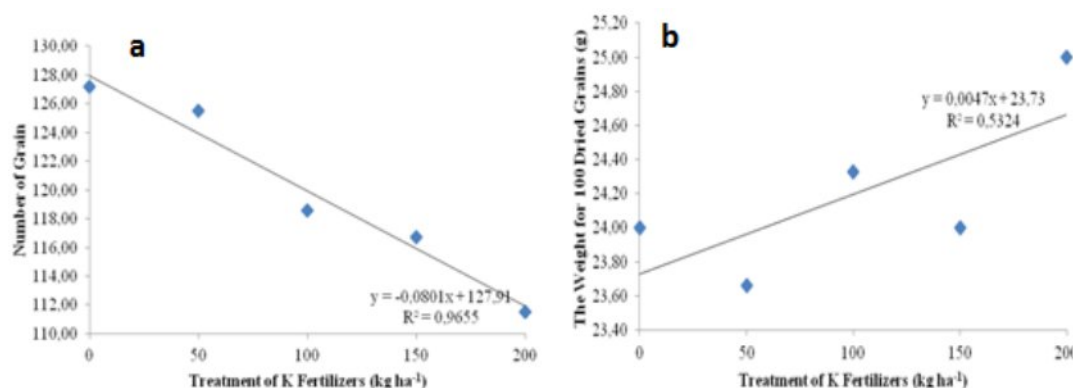 a
130,00
128,00
126,00
124,00
122,00
120,00
118,00
116,00
114,00
112,00
110,00
Number of Grain
y = -0,0801x + 127,91
R² = 0,9655
0 50 100 150 200
Treatment of K Fertilizers (kg ha-1)
b
25,20
25,00
24,80
24,60
24,40
24,20
24,00
23,80
23,60
23,40
The Weight for 100 Dried Grains (g)
y = 0,0047x + 23,73
R² = 0,5324
0 50 100 150 200
Treatment of K Fertilizers (kg ha-1)